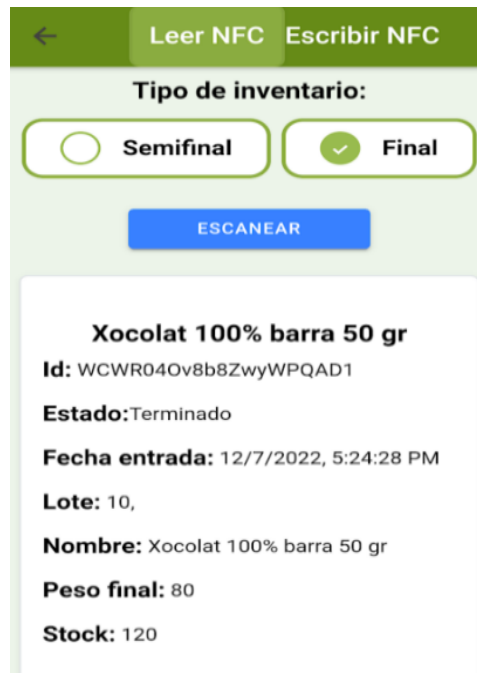 Leer NFC Escribir NFC
Tipo de inventario:
Semifinal Final
ESCANEAR
Xocolat 100% barra 50 gr
Id: WCWR04Ov8b8ZwyWPQAD1
Estado:Terminado
Fecha entrada: 12/7/2022, 5:24:28 PM
Lote: 10,
Nombre: Xocolat 100% barra 50 gr
Peso final: 80
Stock: 120